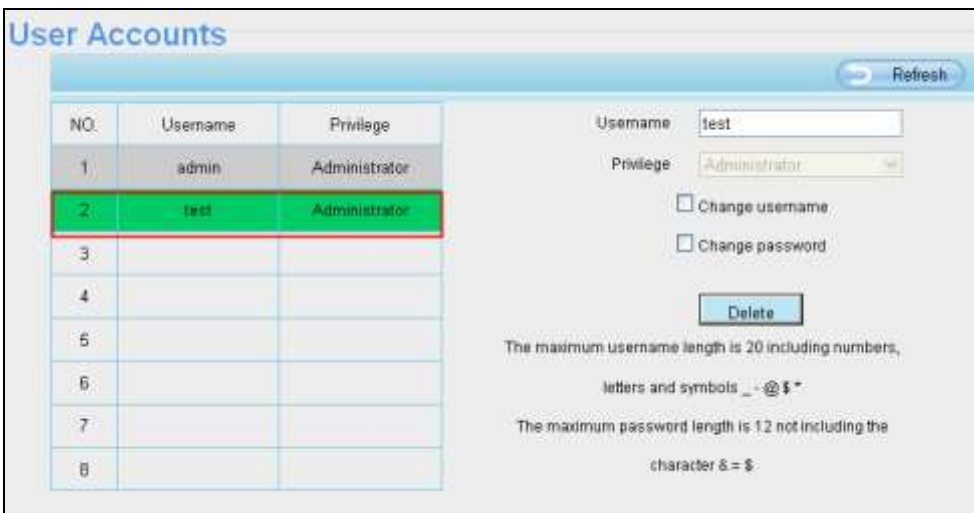 User Accounts
Refresh
NO. Username Privilege
1 admin Administrator
2 test Administrator
3
4
5
6
7
8
Username test
Privilege Administrator
Change username
Change password
Delete
The maximum username length is 20 including numbers,
letters and symbols _ - @ $ *
The maximum password length is 12 not including the
character & = $